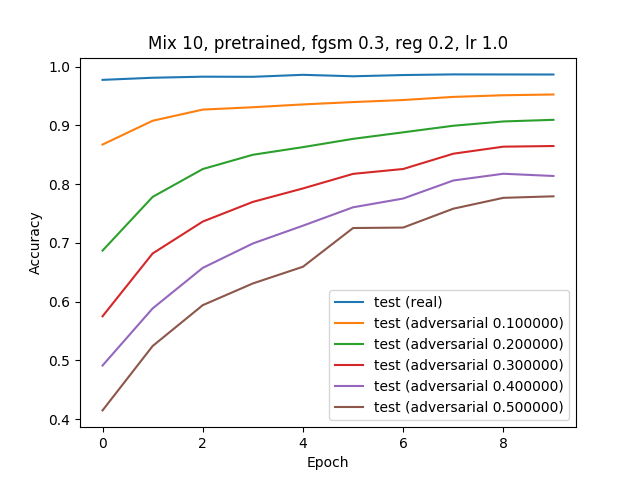 Mix 10, pretrained, fgsm 0.3, reg 0.2, lr 1.0
1.0
0.9
0.8
0.7
0.6
0.5
0.4
Accuracy
test (real)
test (adversarial 0.100000)
test (adversarial 0.200000)
test (adversarial 0.300000)
test (adversarial 0.400000)
test (adversarial 0.500000)
0 2 4 6 8
Epoch